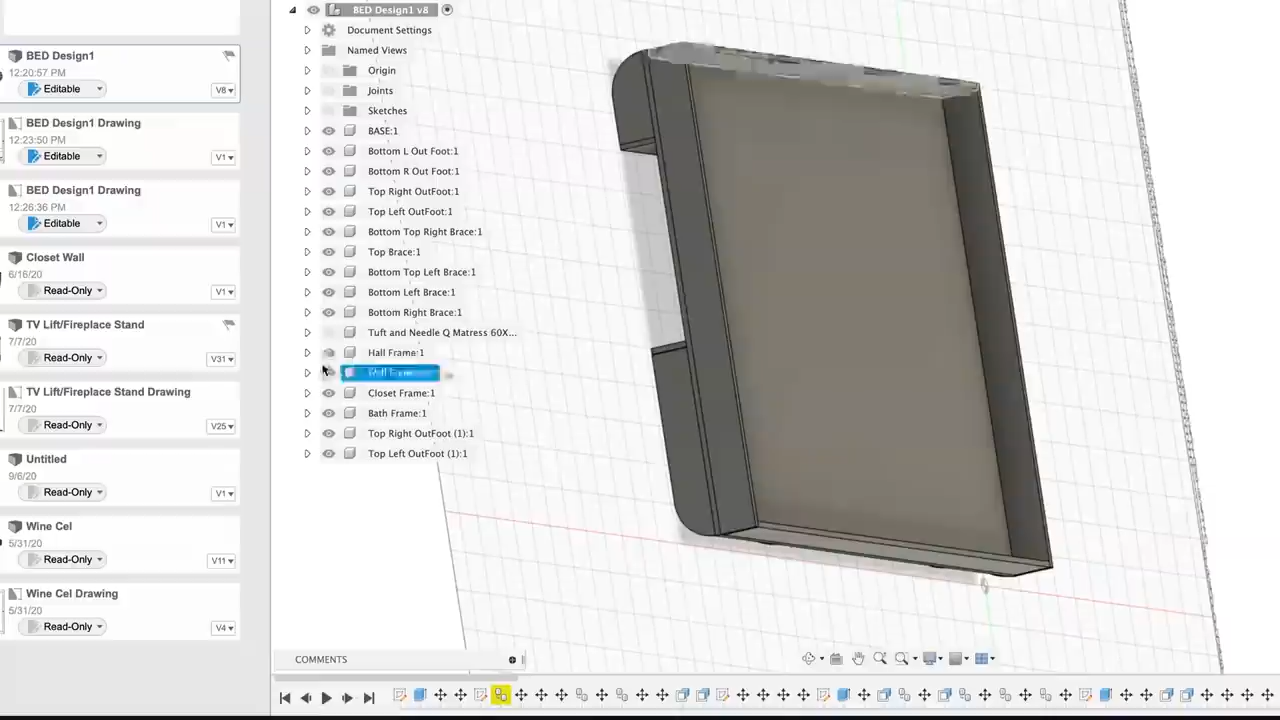 BED Design1
12:20:57 PM
Editable
V8
BED Design1 Drawing
12:23:50 PM
Editable
V1
BED Design1 Drawing
12:26:36 PM
Editable
V1
Closet Wall
6/16/20
Read-Only
V1
TV Lift/Fireplace Stand
7/7/20
Read-Only
V31
TV Lift/Fireplace Stand Drawing
7/7/20
Read-Only
V25
Untitled
9/6/20
Read-Only
V1
Wine Cel
5/31/20
Read-Only
V11
Wine Cel Drawing
5/31/20
Read-Only
V4
BED Design1 v8
Document Settings
Named Views
Origin
Joints
Sketches
BASE:1
Bottom L Out Foot:1
Bottom R Out Foot:1
Top Right OutFoot:1
Top Left OutFoot:1
Bottom Top Right Brace:1
Top Brace:1
Bottom Top Left Brace:1
Bottom Left Brace:1
Bottom Right Brace:1
Tuft and Needle Q Matress 60X...
Hall Frame:1
Closet Frame:1
Bath Frame:1
Top Right OutFoot (1):1
Top Left OutFoot (1):1
COMMENTS